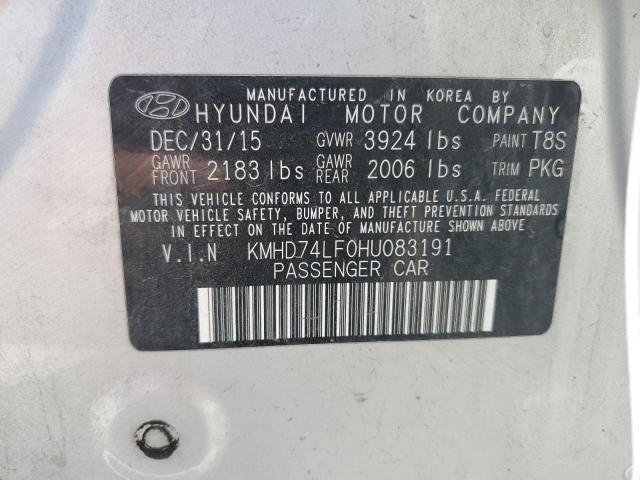 MANUFACTURED IN KOREA BY
HYUNDAI MOTOR COMPANY
DEC/31/15 GVWR 3924 lbs PAINT T8S
GAWR FRONT 2183 lbs GAWR REAR 2006 lbs TRIM PKG
THIS VEHICLE CONFORMS TO ALL APPLICABLE U.S.A. FEDERAL
MOTOR VEHICLE SAFETY, BUMPER, AND THEFT PREVENTION STANDARDS
IN EFFECT ON THE DATE OF MANUFACTURE SHOWN ABOVE.
V.I.N KMHD74LF0HU083191
PASSENGER CAR